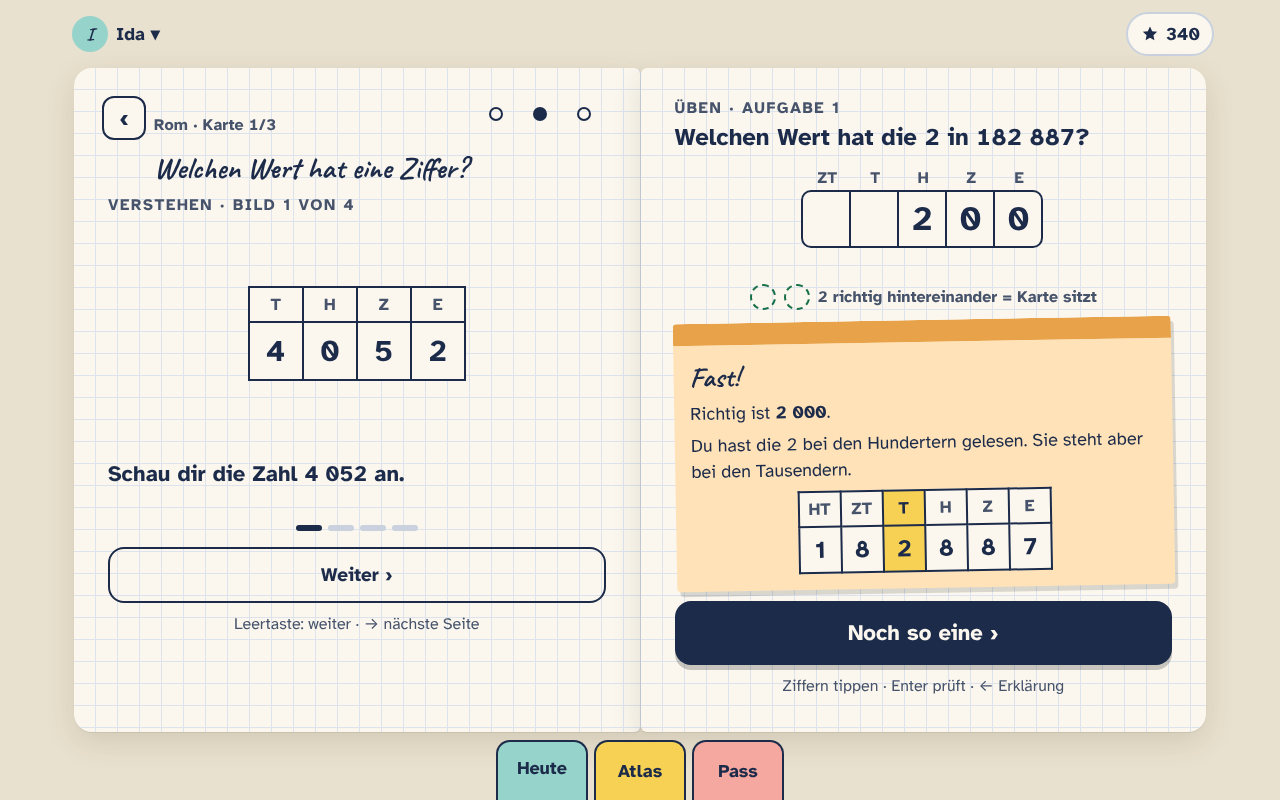 I Ida ▾
★ 340
‹ Rom · Karte 1/3
Welchen Wert hat eine Ziffer?
VERSTEHEN · BILD 1 VON 4
T H Z E
4 0 5 2
Schau dir die Zahl 4 052 an.
Weiter ›
Leertaste: weiter · → nächste Seite
ÜBEN · AUFGABE 1
Welchen Wert hat die 2 in 182 887?
ZT T H Z E
2 0 0
2 richtig hintereinander = Karte sitzt
Fast!
Richtig ist 2 000.
Du hast die 2 bei den Hundertern gelesen. Sie steht aber
bei den Tausendern.
HT ZT T H Z E
1 8 2 8 8 7
Noch so eine ›
Ziffern tippen · Enter prüft · ← Erklärung
Heute Atlas Pass